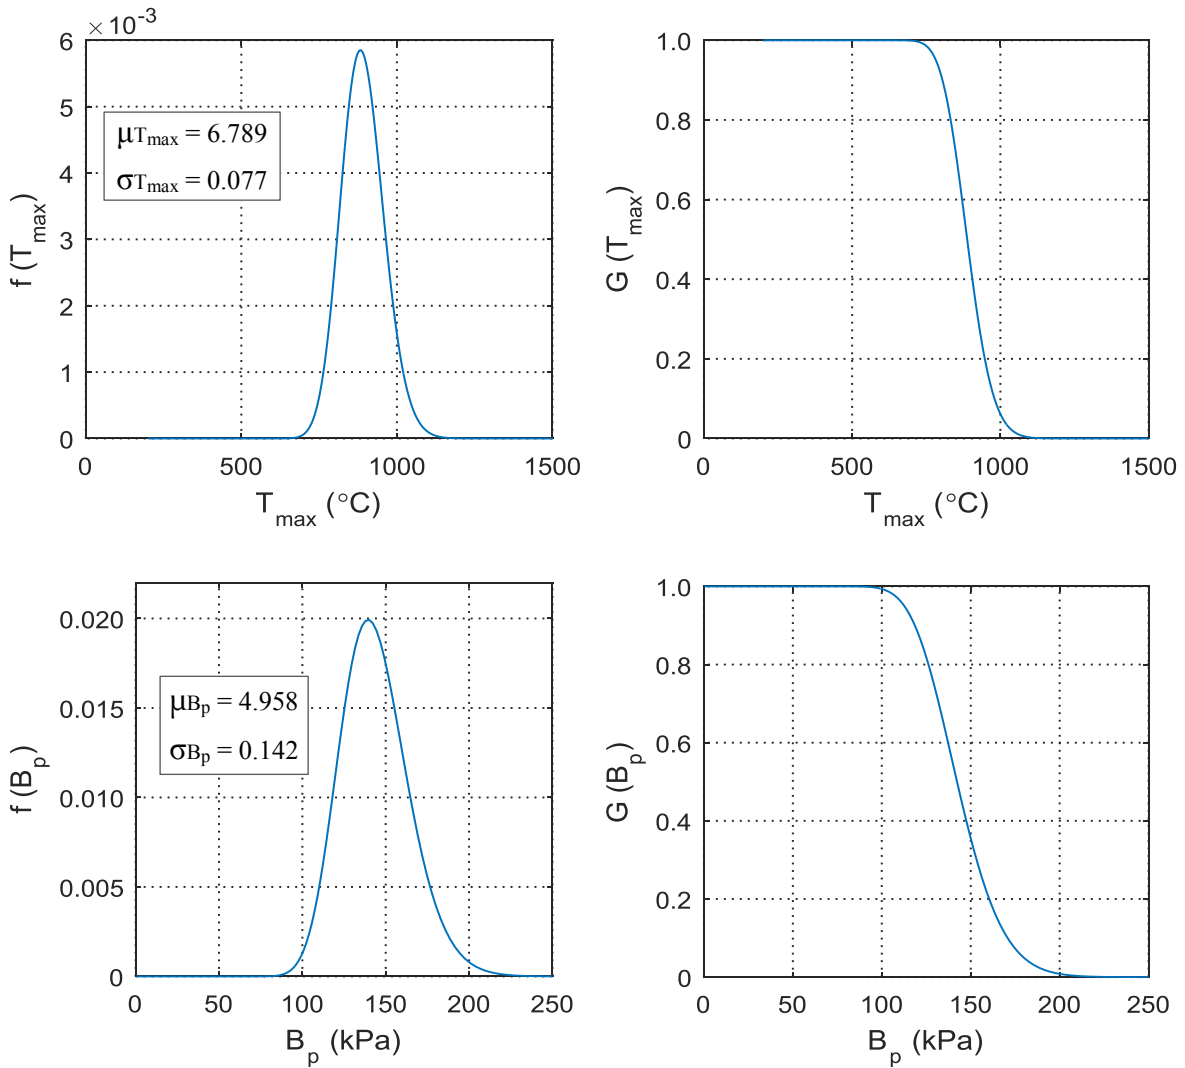 × 10⁻³
6
5
4
3
2
1
0
0 500 1000 1500
f (T_max)
T_max (°C)
μT_max = 6.789
σT_max = 0.077
1.0
0.8
0.6
0.4
0.2
0
0 500 1000 1500
G (T_max)
T_max (°C)
0.020
0.015
0.010
0.005
0
0 50 100 150 200 250
f (B_p)
B_p (kPa)
μB_p = 4.958
σB_p = 0.142
1.0
0.8
0.6
0.4
0.2
0
0 50 100 150 200 250
G (B_p)
B_p (kPa)